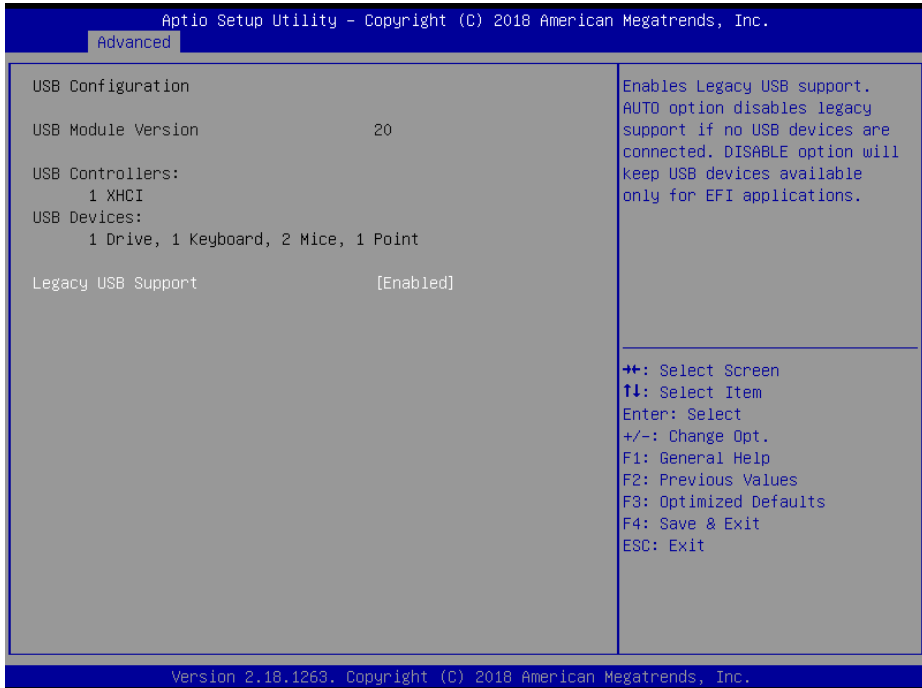 Aptio Setup Utility – Copyright (C) 2018 American Megatrends, Inc.
Advanced
USB Configuration
USB Module Version 20
USB Controllers:
1 XHCI
USB Devices:
1 Drive, 1 Keyboard, 2 Mice, 1 Point
Legacy USB Support [Enabled]
Enables Legacy USB support.
AUTO option disables legacy
support if no USB devices are
connected. DISABLE option will
keep USB devices available
only for EFI applications.
→←: Select Screen
↑↓: Select Item
Enter: Select
+/-: Change Opt.
F1: General Help
F2: Previous Values
F3: Optimized Defaults
F4: Save & Exit
ESC: Exit
Version 2.18.1263. Copyright (C) 2018 American Megatrends, Inc.